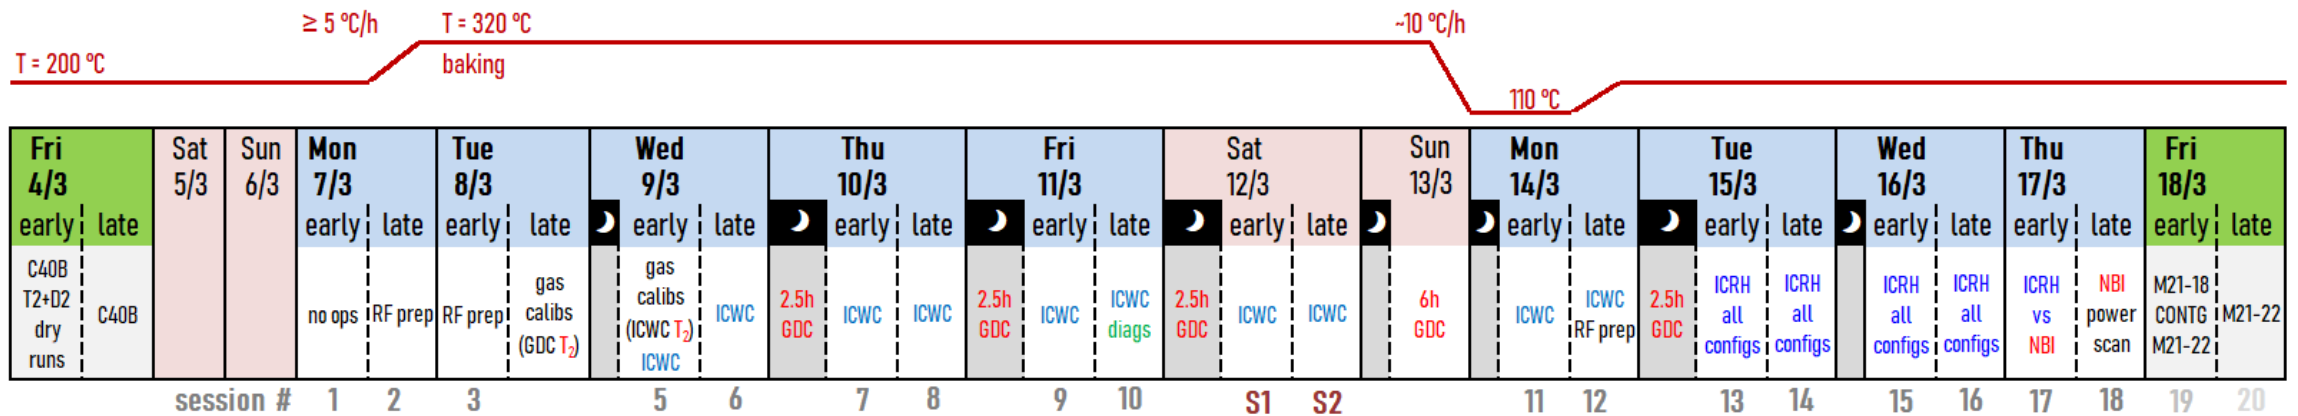 ≥ 5 ºC/h
T = 320 ºC
~10 ºC/h
T = 200 ºC
baking
110 ºC
Fri
4/3
early
late
Sat
5/3
Sun
6/3
Mon
7/3
early
late
Tue
8/3
early
late
Wed
9/3
early
late
Thu
10/3
early
late
Fri
11/3
early
late
Sat
12/3
early
late
Sun
13/3
Mon
14/3
early
late
Tue
15/3
early
late
Wed
16/3
early
late
Thu
17/3
early
late
Fri
18/3
early
late
C40B
T2+D2
dry
runs
C40B
no ops
RF prep
RF prep
gas
calibs
(GDC T₂)
gas
calibs
(ICWC T₂)
ICWC
ICWC
2.5h
GDC
ICWC
ICWC
2.5h
GDC
ICWC
ICWC
diags
2.5h
GDC
ICWC
ICWC
6h
GDC
ICWC
ICWC
RF prep
2.5h
GDC
ICRH
all
configs
ICRH
all
configs
ICRH
all
configs
ICRH
all
configs
ICRH
vs
NBI
NBI
power
scan
M21-18
CONTG
M21-22
M21-22
session # 1 2 3 5 6 7 8 9 10 S1 S2 11 12 13 14 15 16 17 18 19 20